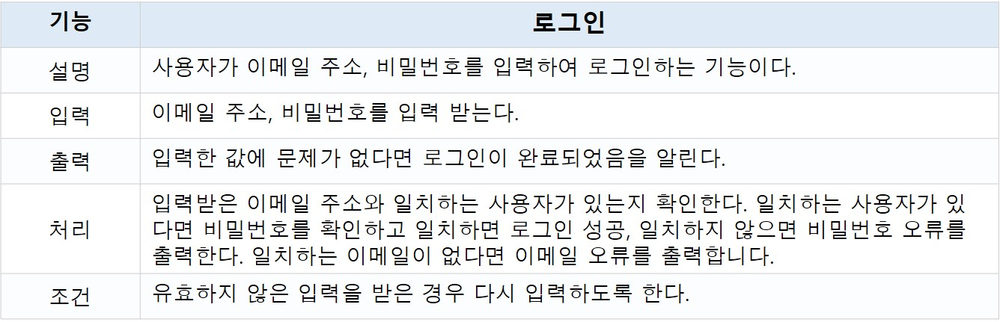 기능
로그인
설명
사용자가 이메일 주소, 비밀번호를 입력하여 로그인하는 기능이다.
입력
이메일 주소, 비밀번호를 입력 받는다.
출력
입력한 값에 문제가 없다면 로그인이 완료되었음을 알린다.
처리
입력받은 이메일 주소와 일치하는 사용자가 있는지 확인한다. 일치하는 사용자가 있
다면 비밀번호를 확인하고 일치하면 로그인 성공, 일치하지 않으면 비밀번호 오류를
출력한다. 일치하는 이메일이 없다면 이메일 오류를 출력합니다.
조건
유효하지 않은 입력을 받은 경우 다시 입력하도록 한다.